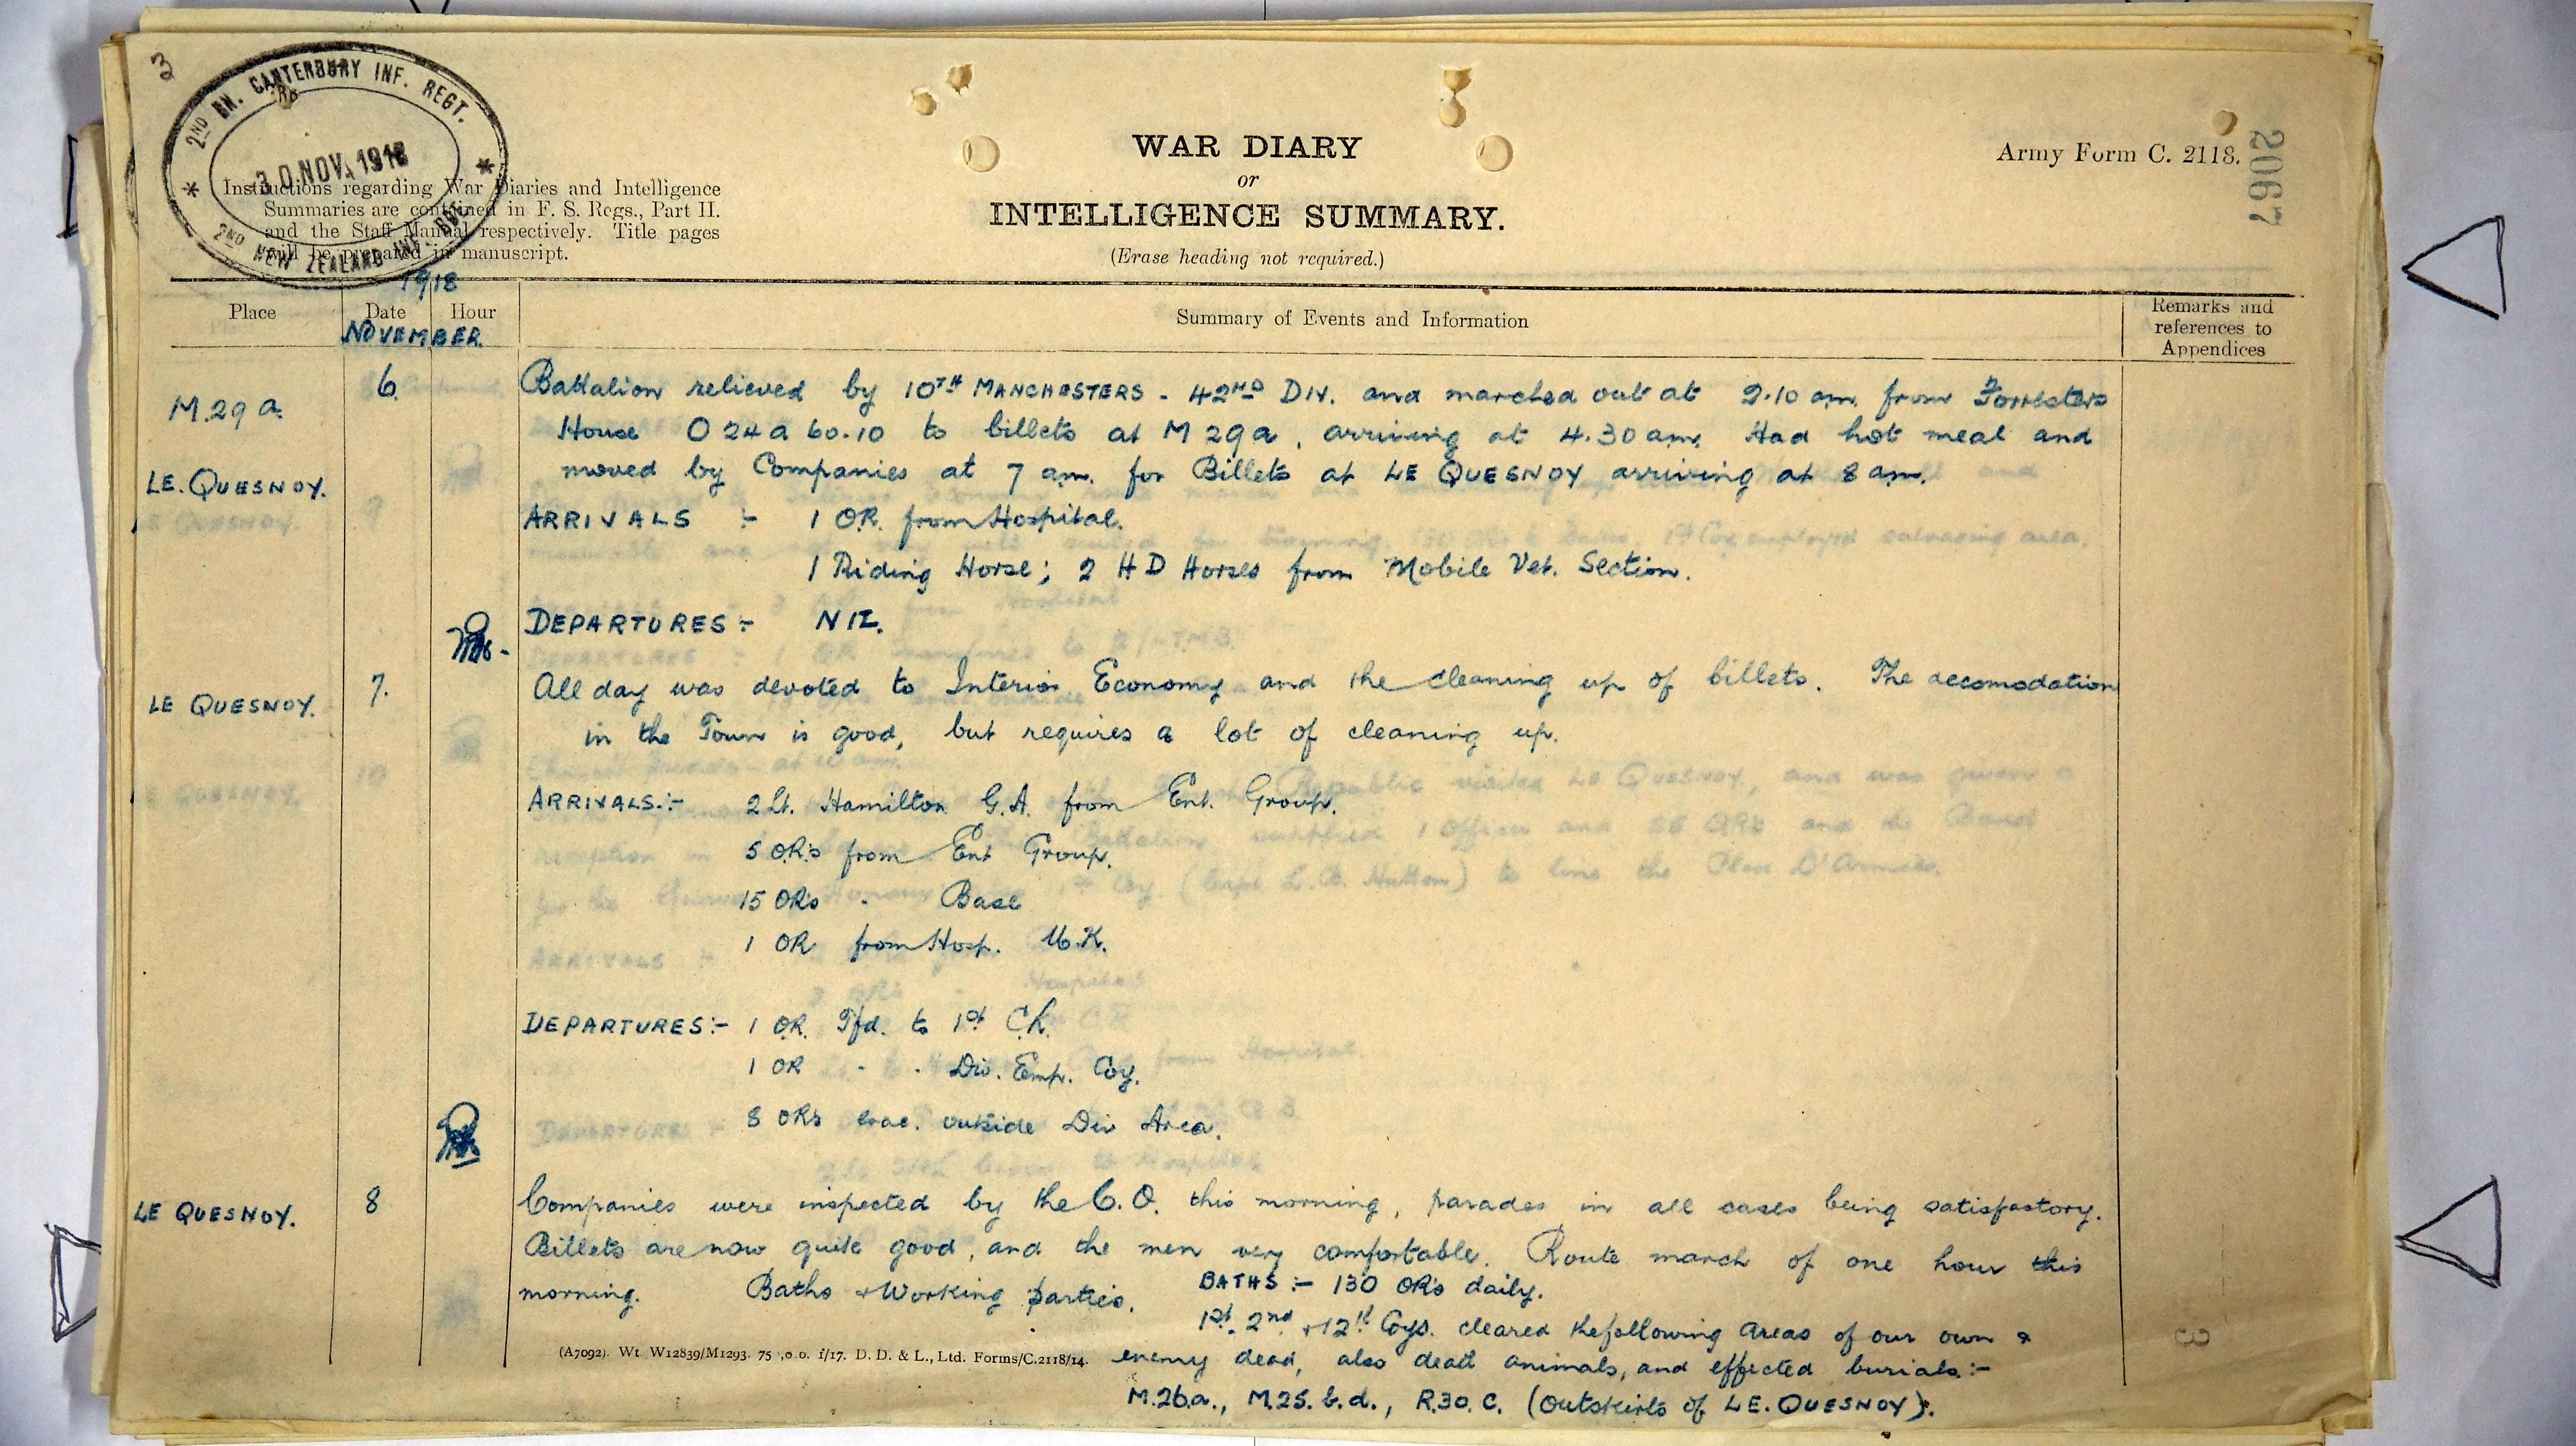 3
2ND BN. CANTERBURY INF. REGT.
30 NOV. 1918
2ND NEW ZEALAND INF. BDE.
Instructions regarding War Diaries and Intelligence
Summaries are contained in F. S. Regs., Part II.
and the Staff Manual respectively. Title pages
will be prepared in manuscript.
WAR DIARY
or
INTELLIGENCE SUMMARY.
(Erase heading not required.)
Army Form C. 2118.
2067
1918
Place Date Hour Summary of Events and Information Remarks and references to Appendices
NOVEMBER.
M.29 a. 6. Battalion relieved by 10TH MANCHESTERS - 42ND DIV. and marched out at 2.10 am. from Forresters
House O 24 a 60.10 to billets at M 29 a, arriving at 4.30 am. Had hot meal and
LE. QUESNOY. moved by Companies at 7 am. for Billets at LE QUESNOY arriving at 8 am.
ARRIVALS :- 1 O.R. from Hospital.
1 Riding Horse; 2 H D Horses from Mobile Vet. Section.
DEPARTURES :- NIL.
LE QUESNOY. 7. All day was devoted to Interior Economy and the cleaning up of billets. The accomodation
in the Town is good, but requires a lot of cleaning up.
ARRIVALS.:- 2 Lt. Hamilton G.A. from Ent. Group.
5 O.R.'s from Ent Group.
15 ORs - Base
1 OR from Hosp. U.K.
DEPARTURES :- 1 OR. Tfd. to 1st C.R.
1 OR - - Div. Emp. Coy.
8 ORs evac. outside Div Area.
LE QUESNOY. 8 Companies were inspected by the C.O. this morning, parades in all cases being satisfactory.
Billets are now quite good, and the men very comfortable. Route march of one hour this
morning. Baths + Working parties. BATHS :- 130 OR's daily.
1st. 2nd + 12th Coys. cleared the following areas of our own &
enemy dead, also dead animals, and effected burials :-
M.26.a., M.25. b. d., R.30. C. (outskirts of LE. QUESNOY).
(A7092). Wt W12839/M1293. 75 ,0.0. 1/17. D. D. & L., Ltd. Forms/C.2118/14.